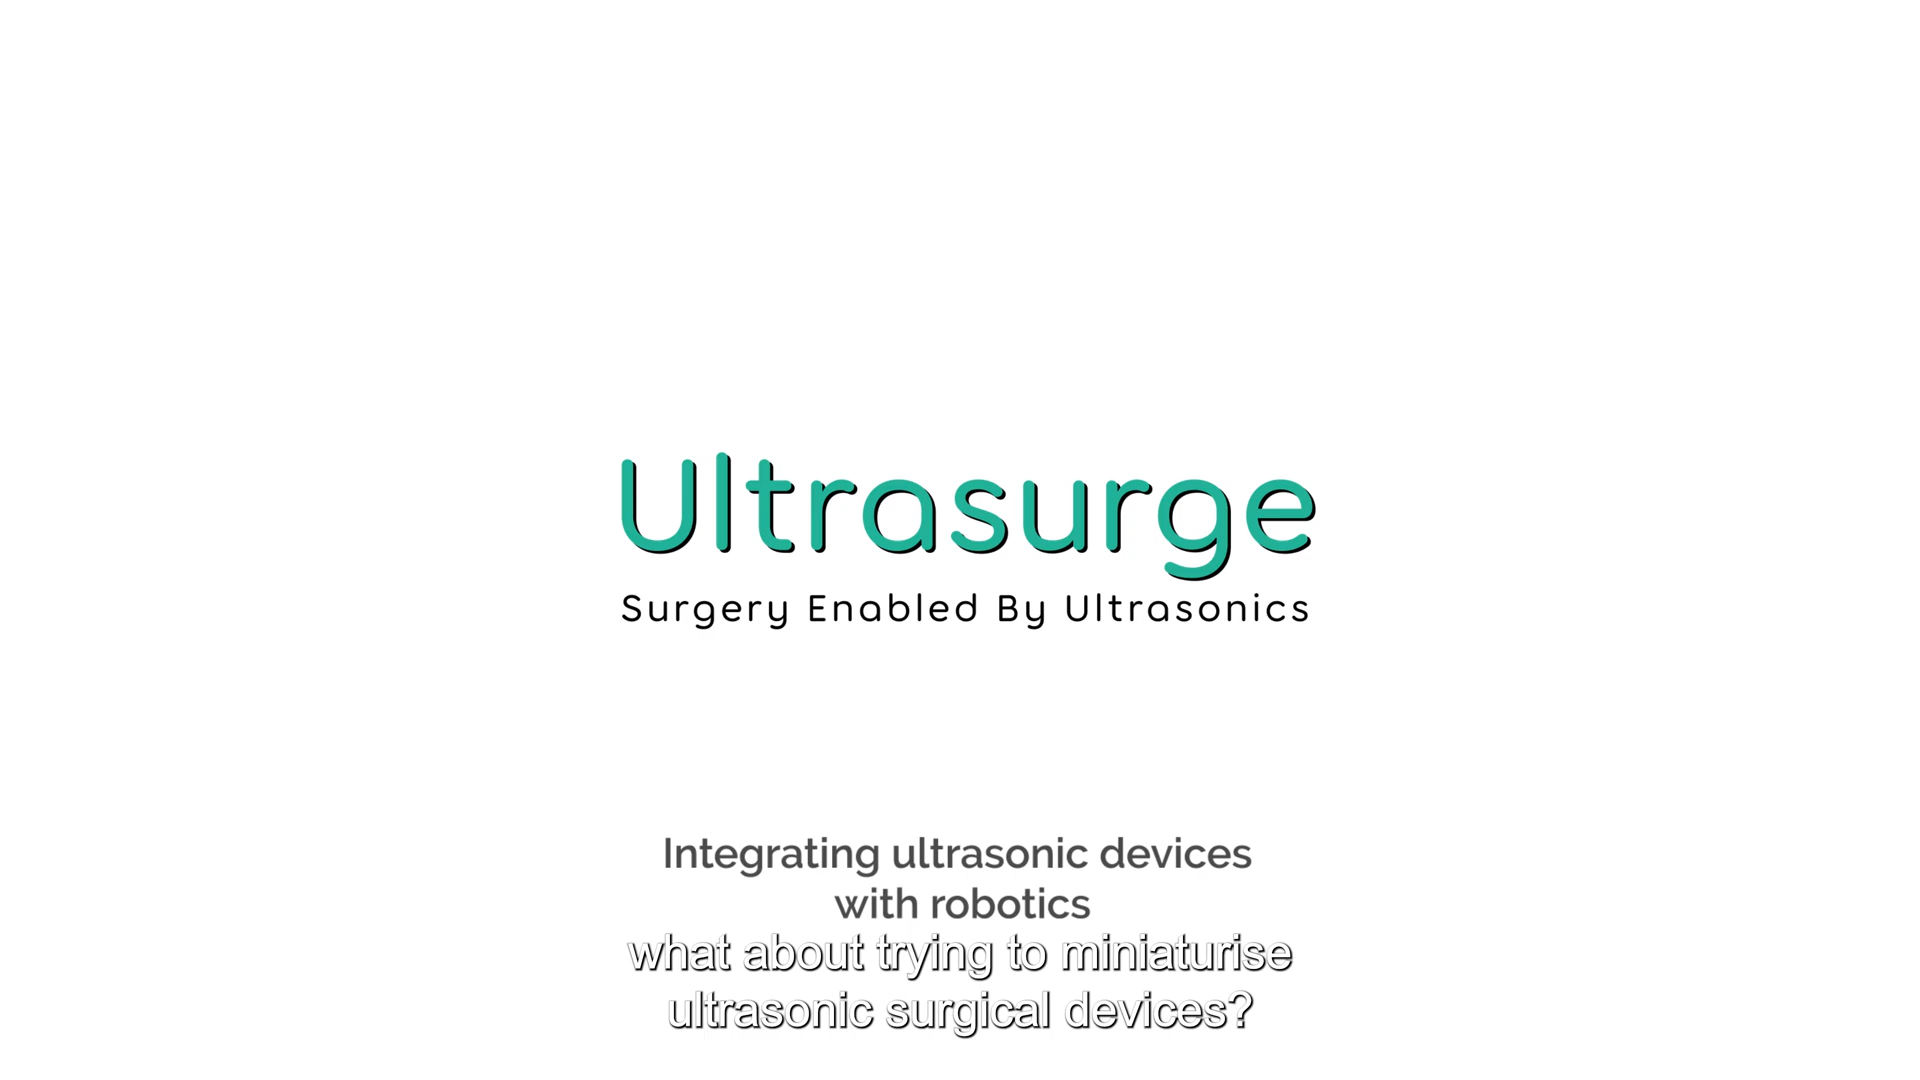 Ultrasurge
Surgery Enabled By Ultrasonics
Integrating ultrasonic devices
with robotics
what about trying to miniaturise
ultrasonic surgical devices?